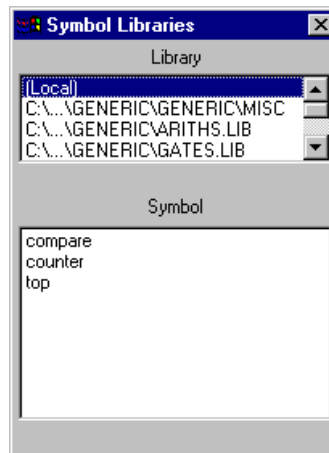 Symbol Libraries
Library
(Local)
C:\...\GENERIC\GENERIC\MISC
C:\...\GENERIC\ARITHS.LIB
C:\...\GENERIC\GATES.LIB
Symbol
compare
counter
top